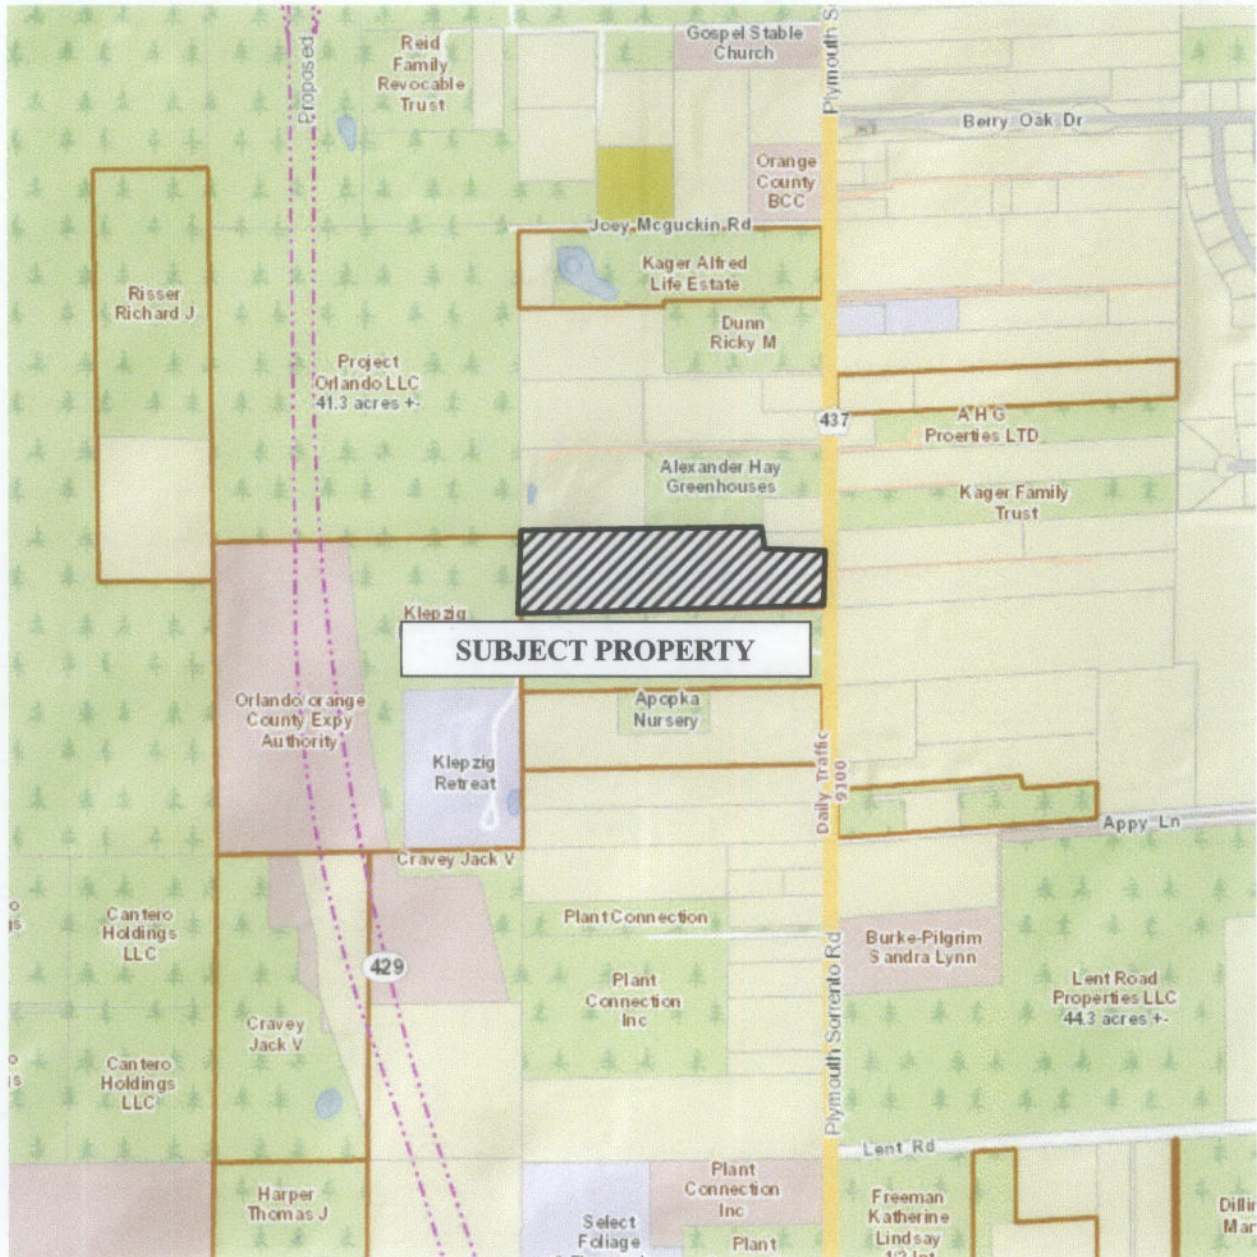 Proposed
Reid
Family
Revocable
Trust
Gospel Stable
Church
Plymouth S
Berry Oak Dr
Orange
County
BCC
Joey Mcguckin Rd
Kager Alfred
Life Estate
Risser
Richard J
Dunn
Ricky M
Project
Orlando LLC
41.3 acres +-
437
A H G
Proerties LTD
Alexander Hay
Greenhouses
Kager Family
Trust
Klepzig
SUBJECT PROPERTY
Orlando/orange
County Expy
Authority
Apopka
Nursery
Klepzig
Retreat
Daily Traffic
9100
Appy Ln
Cravey Jack V
Cantero
Holdings
LLC
Plant Connection
Burke-Pilgrim
Sandra Lynn
429
Plant
Connection
Inc
Lent Road
Properties LLC
44.3 acres +-
Cravey
Jack V
Plymouth Sorrento Rd
Cantero
Holdings
LLC
Lent Rd
Harper
Thomas J
Plant
Connection
Inc
Select
Foliage
Plant
Freeman
Katherine
Lindsay
Dillin
Mar